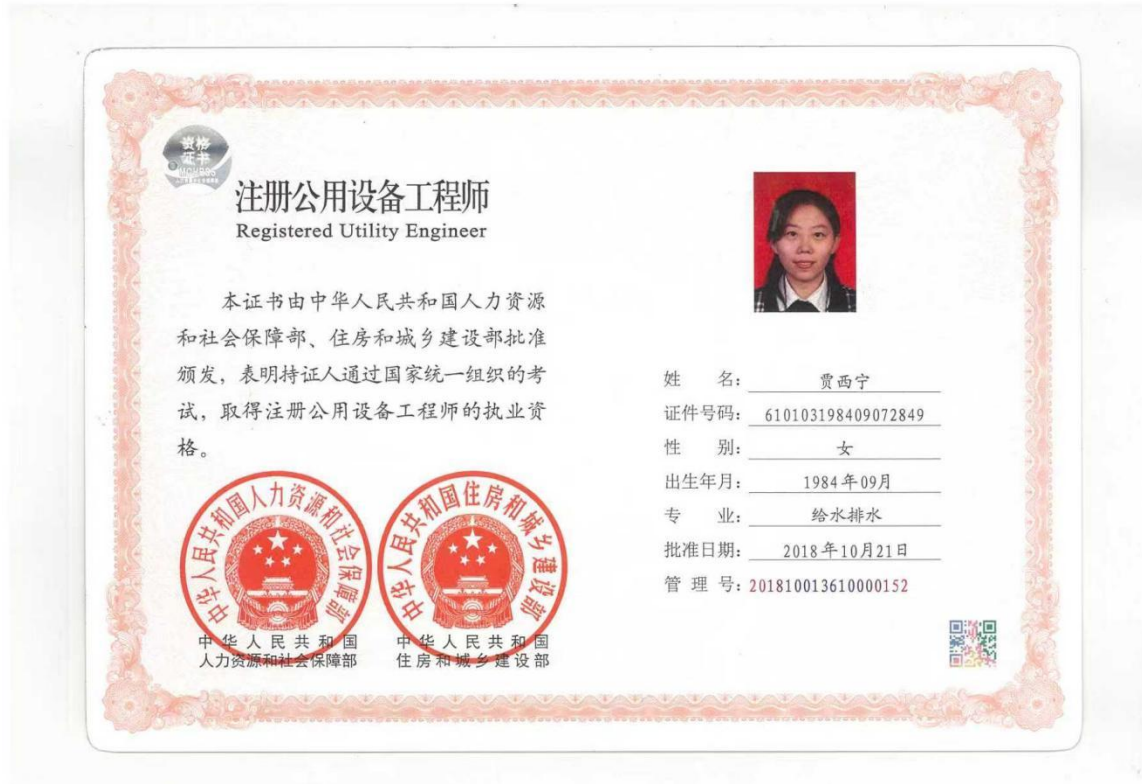 资格
证书
注册公用设备工程师
Registered Utility Engineer
本证书由中华人民共和国人力资源
和社会保障部、住房和城乡建设部批准
颁发，表明持证人通过国家统一组织的考
试，取得注册公用设备工程师的执业资
格。
中华人民共和国人力资源和社会保障部
中华人民共和国住房和城乡建设部
中华人民共和国
人力资源和社会保障部
中华人民共和国
住房和城乡建设部
姓 名： 贾西宁
证件号码： 610103198409072849
性 别： 女
出生年月： 1984年09月
专 业： 给水排水
批准日期： 2018年10月21日
管 理 号：201810013610000152